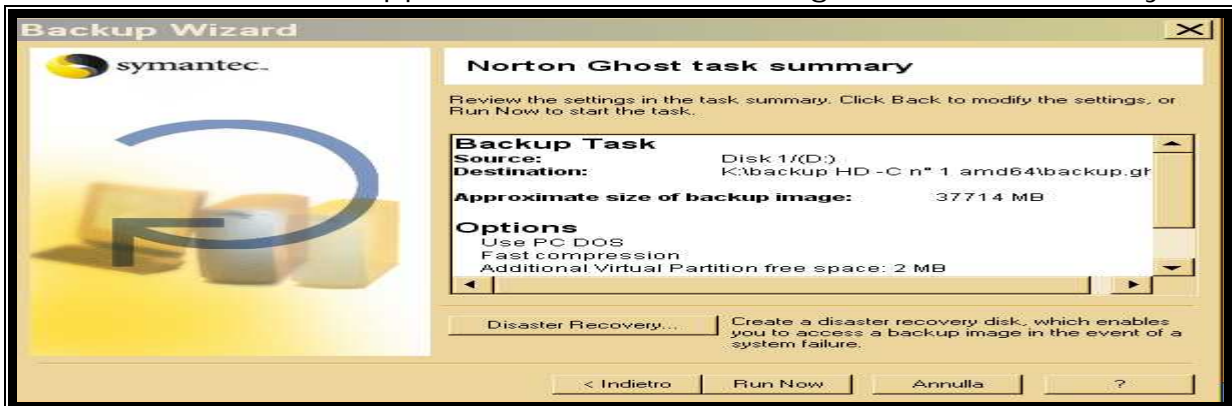 Backup Wizard
symantec.
Norton Ghost task summary
Review the settings in the task summary. Click Back to modify the settings, or
Run Now to start the task.
Backup Task
Source: Disk 1/(D:)
Destination: K:\backup HD -C n° 1 amd64\backup.gh
Approximate size of backup image: 37714 MB
Options
Use PC DOS
Fast compression
Additional Virtual Partition free space: 2 MB
Disaster Recovery...
Create a disaster recovery disk, which enables
you to access a backup image in the event of a
system failure.
< Indietro
Run Now
Annulla
?